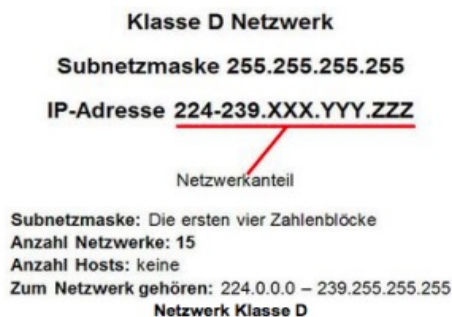 Klasse D Netzwerk
Subnetzmaske 255.255.255.255
IP-Adresse 224-239.XXX.YYY.ZZZ
Netzwerkanteil
Subnetzmaske: Die ersten vier Zahlenblöcke
Anzahl Netzwerke: 15
Anzahl Hosts: keine
Zum Netzwerk gehören: 224.0.0.0 – 239.255.255.255
Netzwerk Klasse D